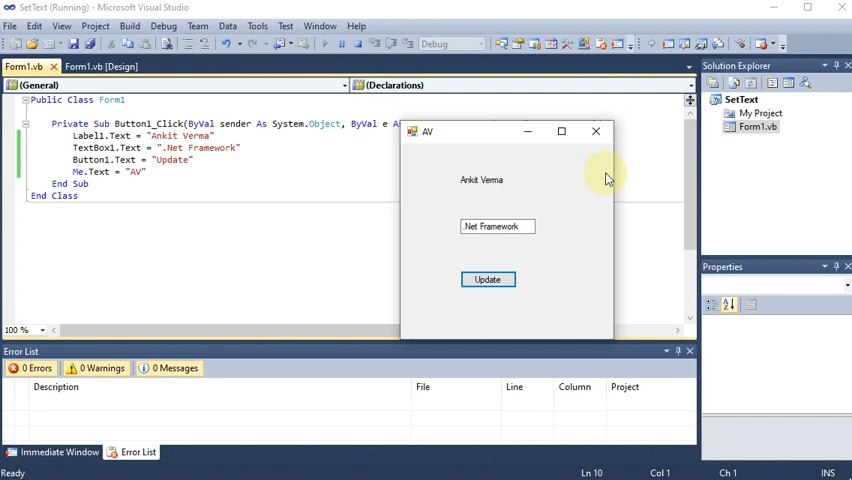 SetText (Running) - Microsoft Visual Studio
File Edit View Project Build Debug Team Data Tools Test Window Help
Debug
Form1.vb Form1.vb [Design]
(General) (Declarations)
Public Class Form1
Private Sub Button1_Click(ByVal sender As System.Object, ByVal e As
Label1.Text = "Ankit Verma"
TextBox1.Text = ".Net Framework"
Button1.Text = "Update"
Me.Text = "AV"
End Sub
End Class
AV
Ankit Verma
.Net Framework
Update
Solution Explorer
SetText
My Project
Form1.vb
Properties
100 %
Error List
0 Errors 0 Warnings 0 Messages
Description File Line Column Project
Immediate Window Error List
Ready Ln 10 Col 1 Ch 1 INS